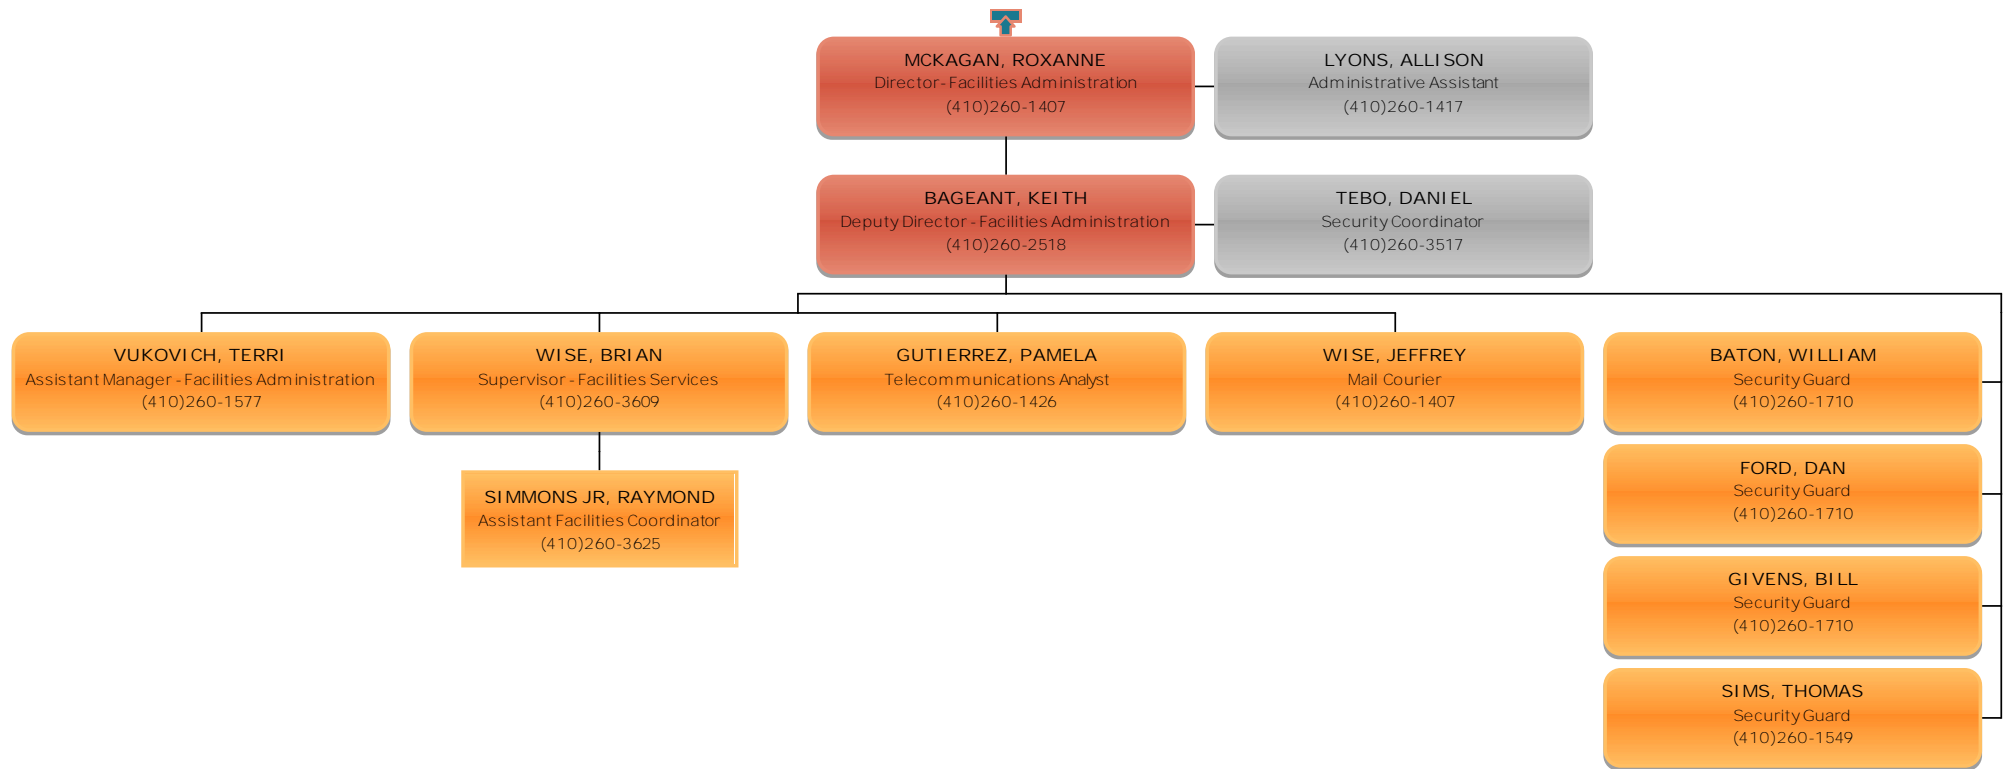 MCKAGAN, ROXANNE
Director - Facilities Administration
(410)260-1407
LYONS, ALLISON
Administrative Assistant
(410)260-1417
BAGEANT, KEITH
Deputy Director - Facilities Administration
(410)260-2518
TEBO, DANIEL
Security Coordinator
(410)260-3517
VUKOVICH, TERRI
Assistant Manager - Facilities Administration
(410)260-1577
WISE, BRIAN
Supervisor - Facilities Services
(410)260-3609
GUTIERREZ, PAMELA
Telecommunications Analyst
(410)260-1426
WISE, JEFFREY
Mail Courier
(410)260-1407
BATON, WILLIAM
Security Guard
(410)260-1710
FORD, DAN
Security Guard
(410)260-1710
SIMMONS JR, RAYMOND
Assistant Facilities Coordinator
(410)260-3625
GIVENS, BILL
Security Guard
(410)260-1710
SIMS, THOMAS
Security Guard
(410)260-1549